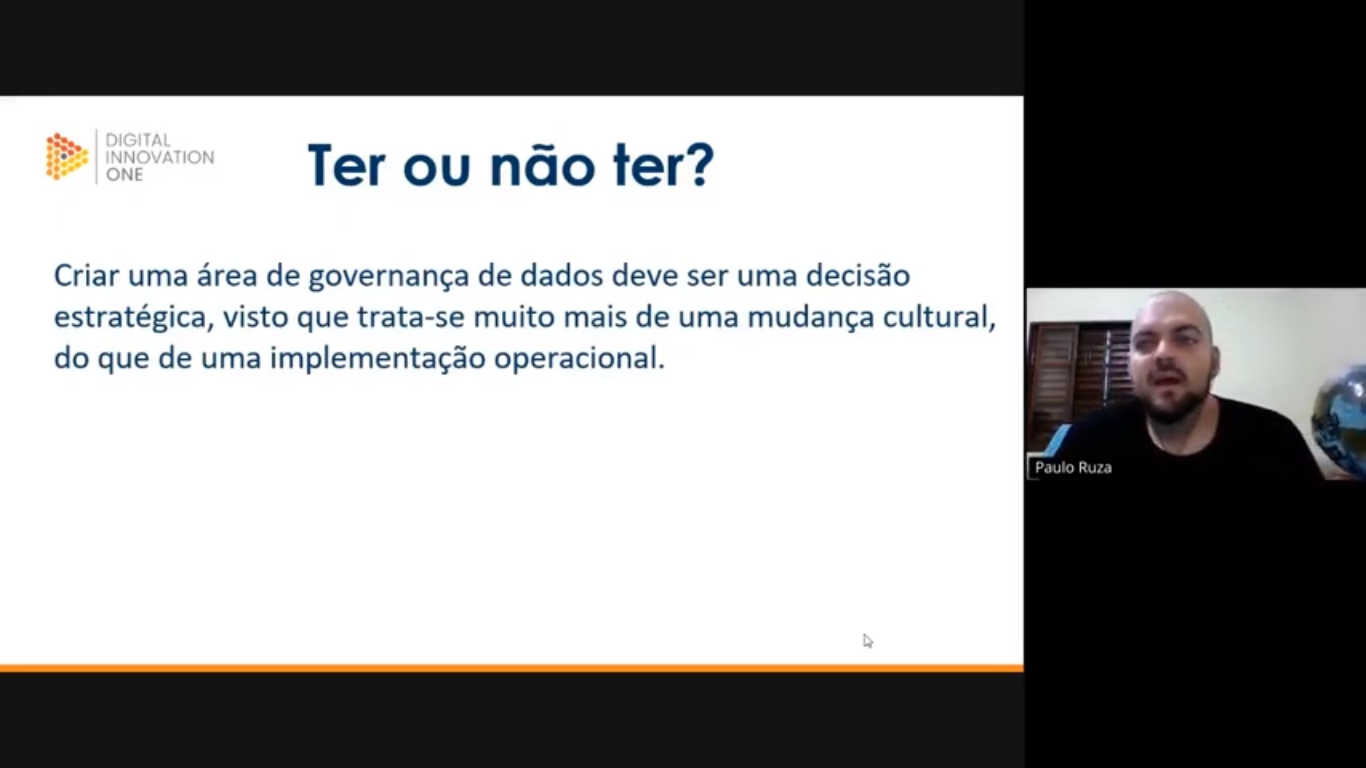 DIGITAL
INNOVATION
ONE
Ter ou não ter?
Criar uma área de governança de dados deve ser uma decisão
estratégica, visto que trata-se muito mais de uma mudança cultural,
do que de uma implementação operacional.
Paulo Ruza